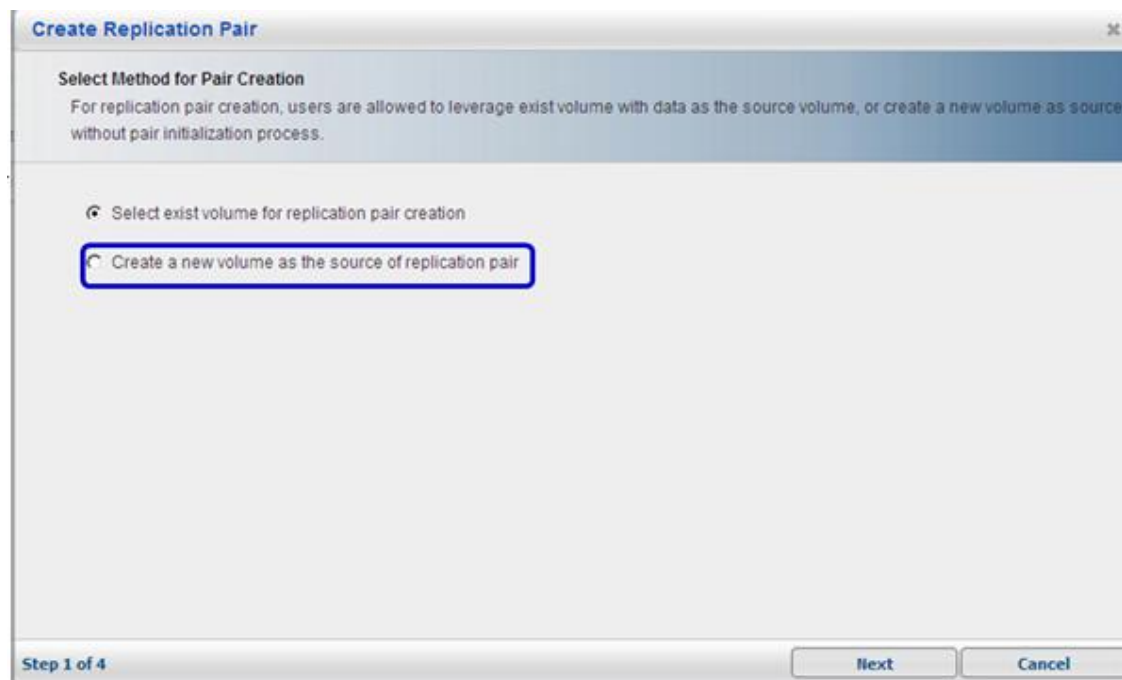 Create Replication Pair
Select Method for Pair Creation
For replication pair creation, users are allowed to leverage exist volume with data as the source volume, or create a new volume as source
without pair initialization process.
Select exist volume for replication pair creation
Create a new volume as the source of replication pair
Step 1 of 4
Next
Cancel